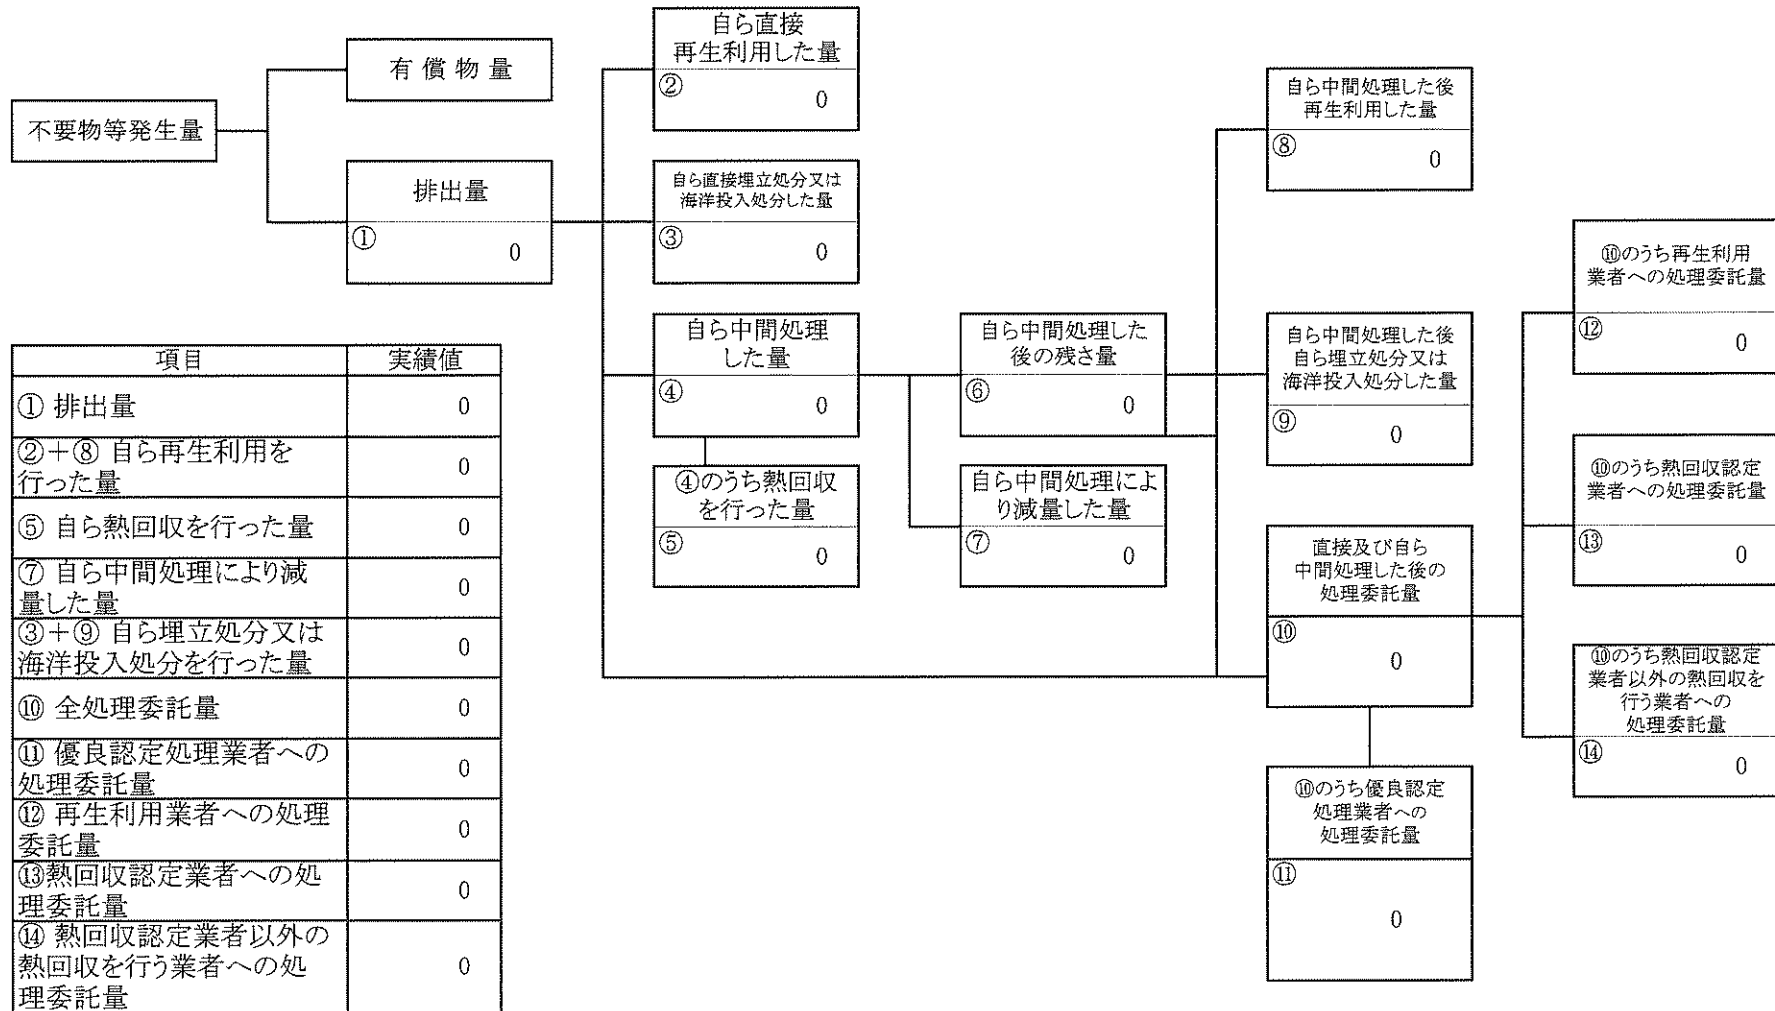 不要物等発生量
有償物量
排出量
①
0
自ら直接
再生利用した量
②
0
自ら直接埋立処分又は
海洋投入処分した量
③
0
自ら中間処理
した量
④
0
④のうち熱回収
を行った量
⑤
0
自ら中間処理した
後の残さ量
⑥
0
自ら中間処理によ
り減量した量
⑦
0
自ら中間処理した後
再生利用した量
⑧
0
自ら中間処理した後
自ら埋立処分又は
海洋投入処分した量
⑨
0
直接及び自ら
中間処理した後の
処理委託量
⑩
0
⑩のうち優良認定
処理業者への
処理委託量
⑪
0
⑩のうち再生利用
業者への処理委託量
⑫
0
⑩のうち熱回収認定
業者への処理委託量
⑬
0
⑩のうち熱回収認定
業者以外の熱回収を
行う業者への
処理委託量
⑭
0
項目 実績値
① 排出量 0
②+⑧ 自ら再生利用を
行った量 0
⑤ 自ら熱回収を行った量 0
⑦ 自ら中間処理により減
量した量 0
③+⑨ 自ら埋立処分又は
海洋投入処分を行った量 0
⑩ 全処理委託量 0
⑪ 優良認定処理業者への
処理委託量 0
⑫ 再生利用業者への処理
委託量 0
⑬熱回収認定業者への処
理委託量 0
⑭ 熱回収認定業者以外の
熱回収を行う業者への処
理委託量 0